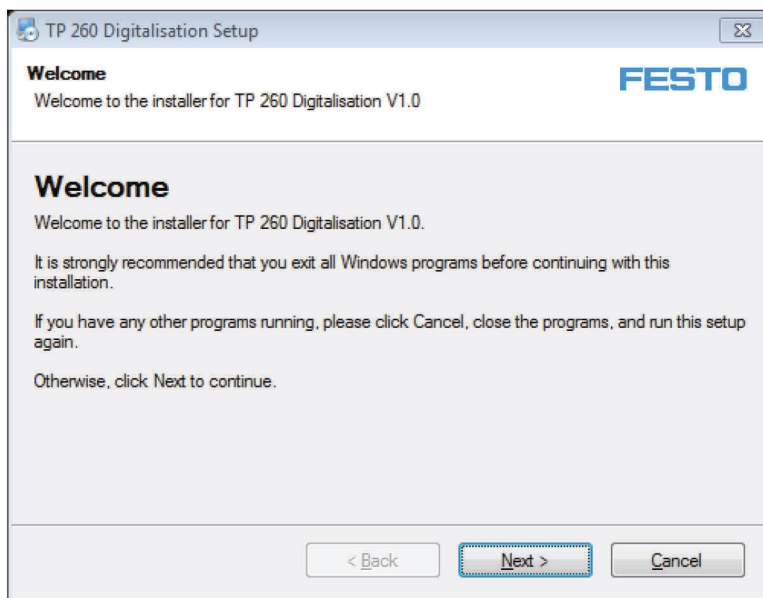 TP 260 Digitalisation Setup
Welcome
FESTO
Welcome to the installer for TP 260 Digitalisation V1.0
Welcome
Welcome to the installer for TP 260 Digitalisation V1.0.
It is strongly recommended that you exit all Windows programs before continuing with this
installation.
If you have any other programs running, please click Cancel, close the programs, and run this setup
again.
Otherwise, click Next to continue.
< Back
Next >
Cancel